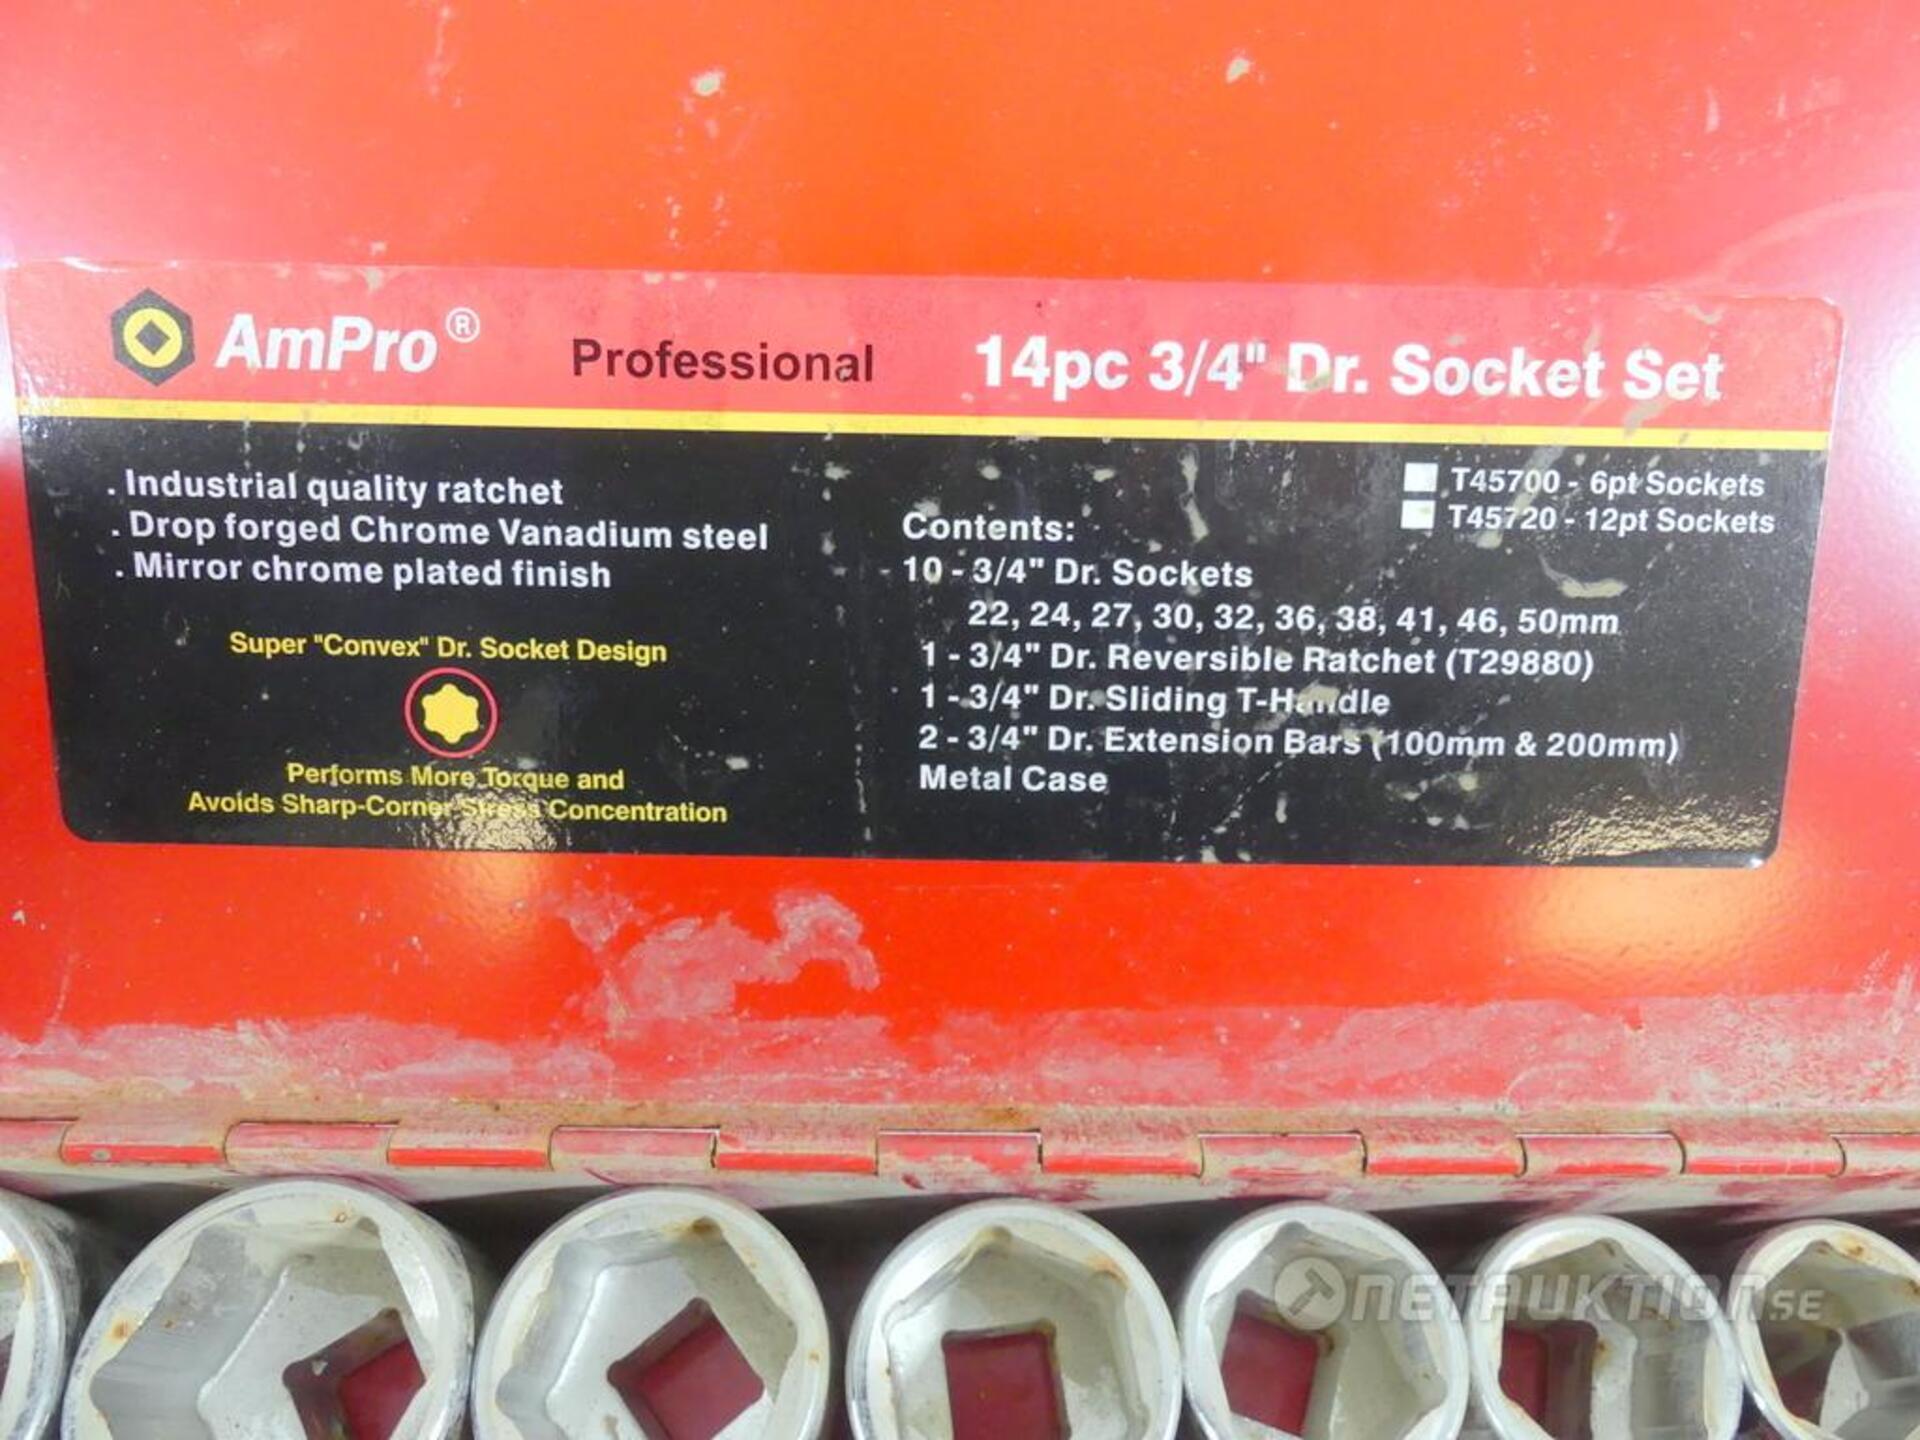 AmPro®
Professional
14pc 3/4" Dr. Socket Set
. Industrial quality ratchet
. Drop forged Chrome Vanadium steel
. Mirror chrome plated finish
Super "Convex" Dr. Socket Design
Performs More Torque and
Avoids Sharp-Corner Stress Concentration
T45700 - 6pt Sockets
T45720 - 12pt Sockets
Contents:
10 - 3/4" Dr. Sockets
22, 24, 27, 30, 32, 36, 38, 41, 46, 50mm
1 - 3/4" Dr. Reversible Ratchet (T29880)
1 - 3/4" Dr. Sliding T-Handle
2 - 3/4" Dr. Extension Bars (100mm & 200mm)
Metal Case
NETAUKTION.SE